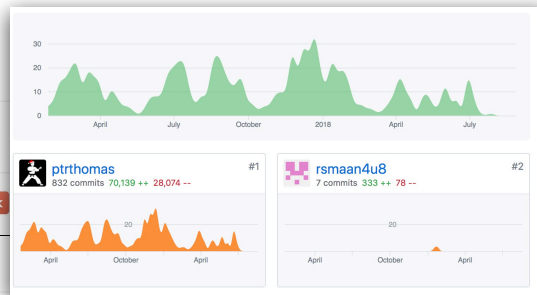 30
20
10
0
April July October 2018 April July
ptrthomas #1
832 commits 70,139 ++ 28,074 --
20
April October April
rsmaan4u8 #2
7 commits 333 ++ 78 --
20
April October April